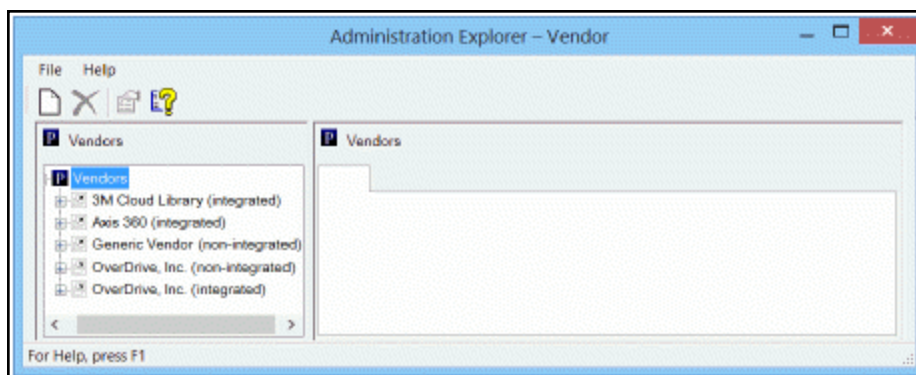 Administration Explorer – Vendor
File Help
Vendors
Vendors
Vendors
3M Cloud Library (integrated)
Axis 360 (integrated)
Generic Vendor (non-integrated)
OverDrive, Inc. (non-integrated)
OverDrive, Inc. (integrated)
For Help, press F1